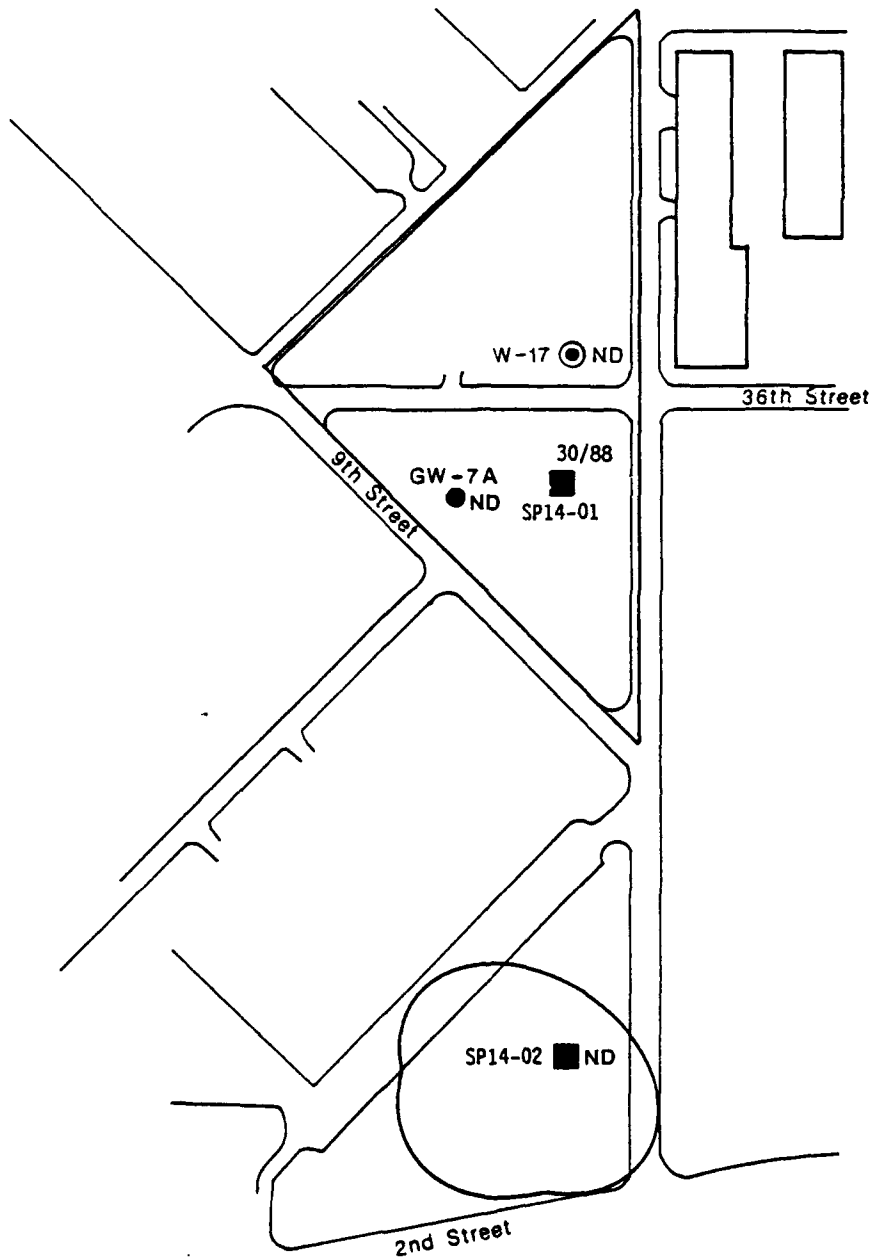 W-17 ND
36th Street
9th Street
30/88
GW-7A
ND
SP14-01
SP14-02 ND
2nd Street